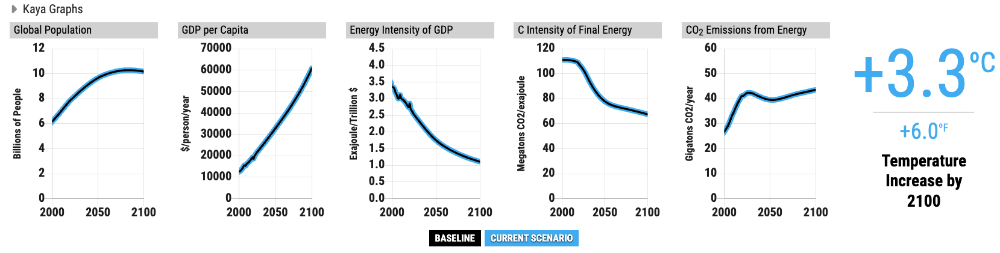 Kaya Graphs
Global Population
Billions of People
12
10
8
6
4
2
0
2000 2050 2100
GDP per Capita
$/person/year
70000
60000
50000
40000
30000
20000
10000
0
2000 2050 2100
Energy Intensity of GDP
Exajoule/Trillion $
4.5
4.0
3.5
3.0
2.5
2.0
1.5
1.0
0.5
0.0
2000 2050 2100
C Intensity of Final Energy
Megatons CO2/exajoule
120
100
80
60
40
20
0
2000 2050 2100
CO2 Emissions from Energy
Gigatons CO2/year
60
50
40
30
20
10
0
2000 2050 2100
+3.3ºC
+6.0ºF
Temperature
Increase by
2100
BASELINE CURRENT SCENARIO